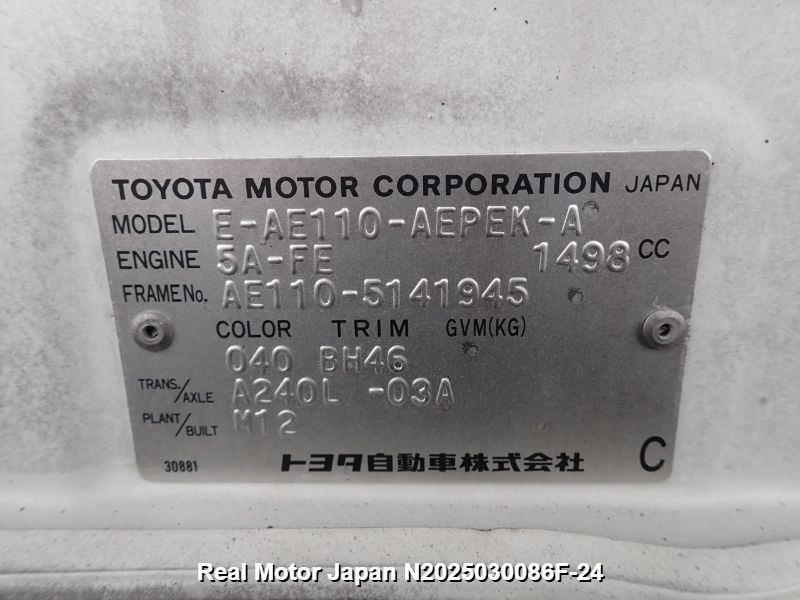 TOYOTA MOTOR CORPORATION JAPAN
MODEL E-AE110-AEPEK-A
ENGINE 5A-FE 1498 CC
FRAME No. AE110-5141945
COLOR TRIM GVM(KG)
040 BH46
TRANS./AXLE A240L -03A
PLANT/BUILT M12
30881 トヨタ自動車株式会社 C
Real Motor Japan N2025030086F-24